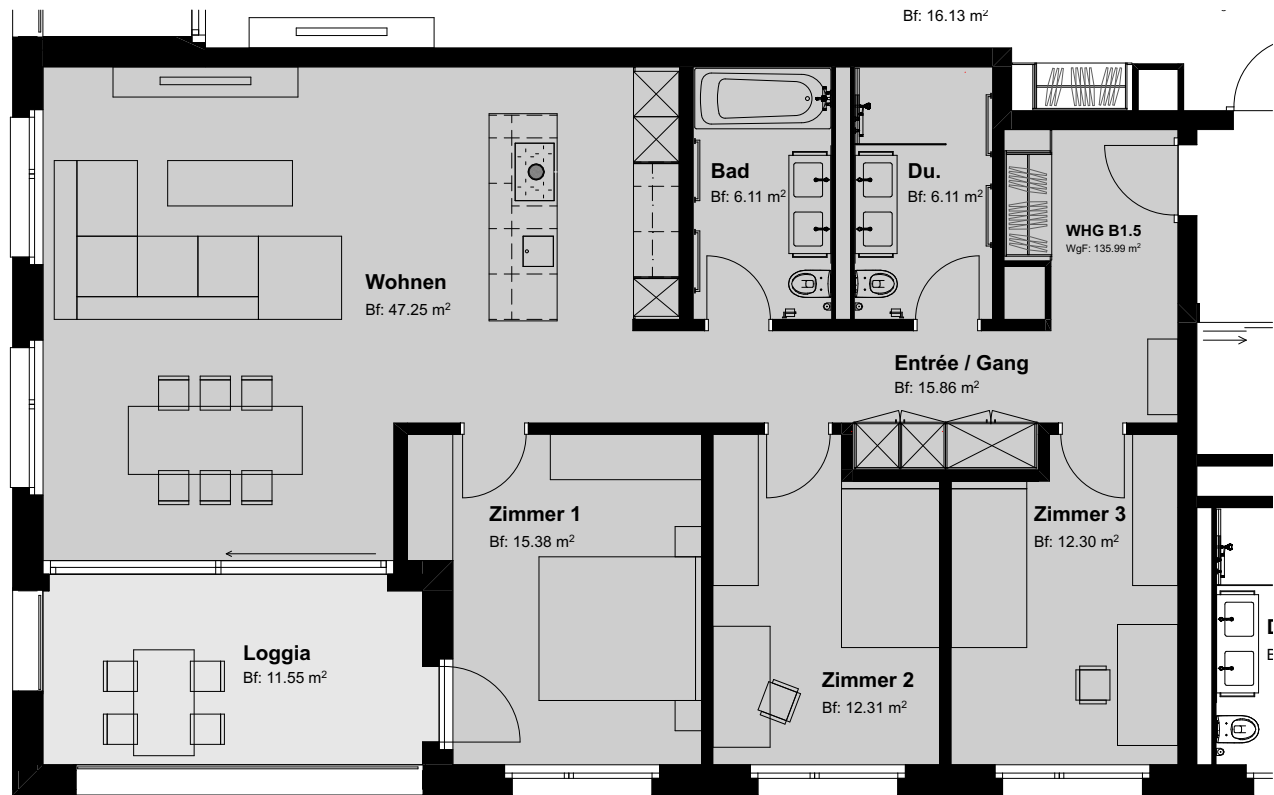 Bf: 16.13 m²
Bad
Bf: 6.11 m²
Du.
Bf: 6.11 m²
WHG B1.5
WgF: 135.99 m²
Wohnen
Bf: 47.25 m²
Entrée / Gang
Bf: 15.86 m²
Zimmer 1
Bf: 15.38 m²
Zimmer 3
Bf: 12.30 m²
Loggia
Bf: 11.55 m²
Zimmer 2
Bf: 12.31 m²